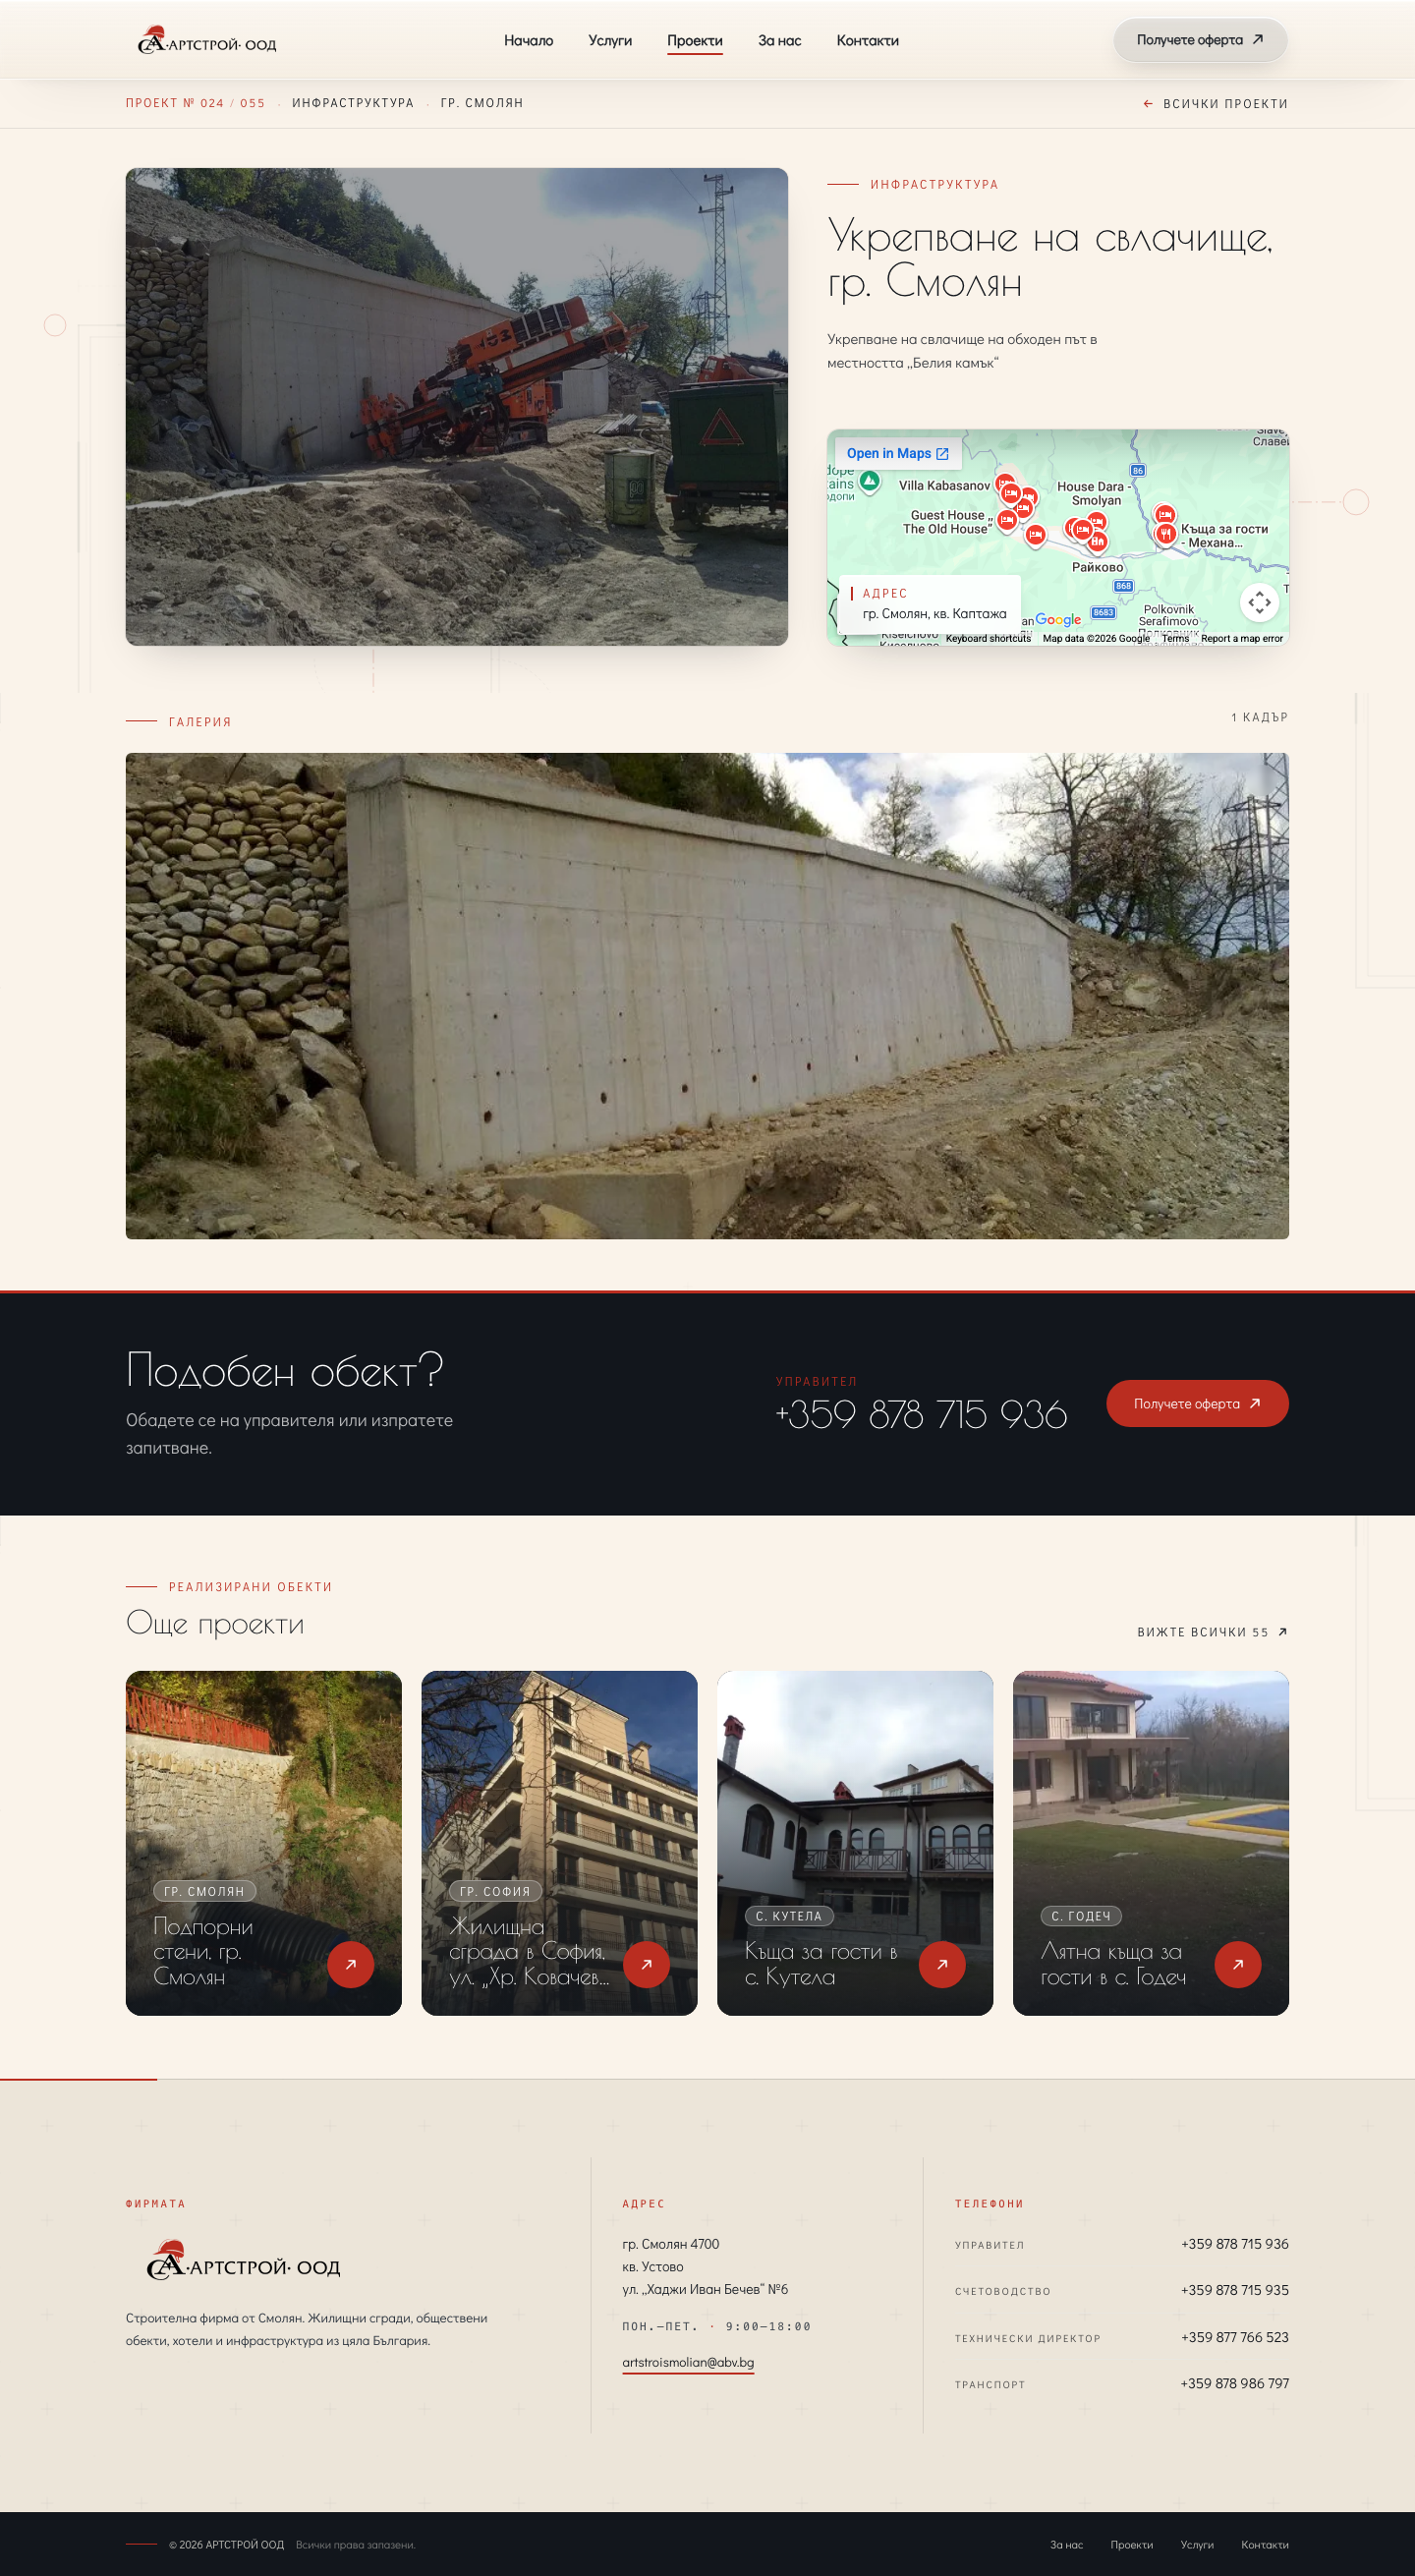 АРТСТРОЙ· ООД
Начало
Услуги
Проекти
За нас
Контакти
Получете оферта
ПРОЕКТ № 024 / 055 · ИНФРАСТРУКТУРА · ГР. СМОЛЯН
← ВСИЧКИ ПРОЕКТИ
ИНФРАСТРУКТУРА
Укрепване на свлачище,
гр. Смолян
Укрепване на свлачище на обходен път в
местността „Белия камък“
Open in Maps
Славей
86
Villa Kabasanov
House Dara -
Smolyan
Guest House „
The Old House”
Къща за гости
- Механа...
Райково
868
8683
АДРЕС
гр. Смолян, кв. Каптажа
Google
Polkovnik
Serafimovo
Keyboard shortcuts
Map data ©2026 Google
Terms
Report a map error
ГАЛЕРИЯ
1 КАДЪР
Подобен обект?
Обадете се на управителя или изпратете
запитване.
УПРАВИТЕЛ
+359 878 715 936
Получете оферта
РЕАЛИЗИРАНИ ОБЕКТИ
Още проекти
ВИЖТЕ ВСИЧКИ 55
ГР. СМОЛЯН
Подпорни
стени, гр.
Смолян
ГР. СОФИЯ
Жилищна
сграда в София,
ул. „Хр. Ковачев...
С. КУТЕЛА
Къща за гости в
с. Кутела
С. ГОДЕЧ
Лятна къща за
гости в с. Годеч
ФИРМАТА
АРТСТРОЙ· ООД
Строителна фирма от Смолян. Жилищни сгради, обществени
обекти, хотели и инфраструктура из цяла България.
АДРЕС
гр. Смолян 4700
кв. Устово
ул. „Хаджи Иван Бечев“ №6
ПОН.—ПЕТ. · 9:00—18:00
artstroismolian@abv.bg
ТЕЛЕФОНИ
УПРАВИТЕЛ +359 878 715 936
СЧЕТОВОДСТВО +359 878 715 935
ТЕХНИЧЕСКИ ДИРЕКТОР +359 877 766 523
ТРАНСПОРТ +359 878 986 797
© 2026 АРТСТРОЙ ООД Всички права запазени.
За нас
Проекти
Услуги
Контакти